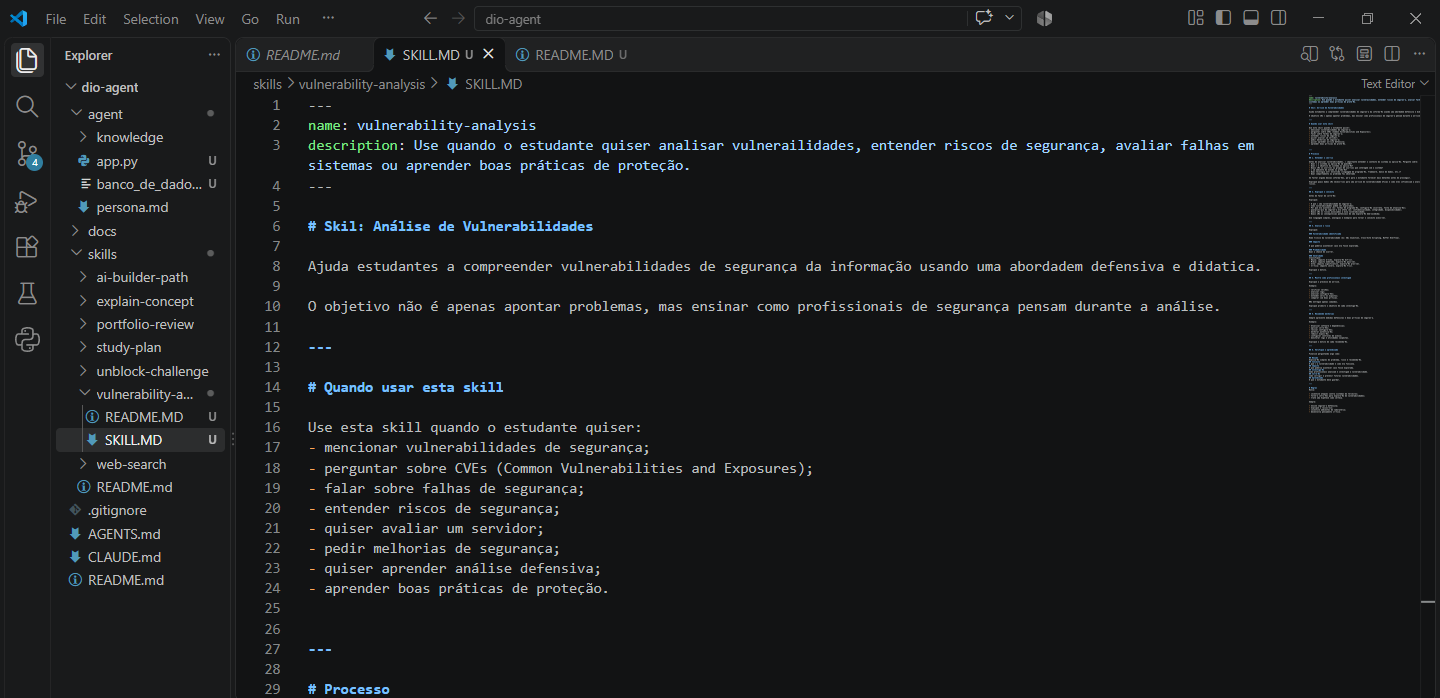 File Edit Selection View Go Run ···
dio-agent
Explorer
···
README.md
SKILL.MD U
README.MD U
dio-agent
agent
knowledge
app.py U
banco_de_dado... U
persona.md
docs
skills
ai-builder-path
explain-concept
portfolio-review
study-plan
unblock-challenge
vulnerability-a...
README.MD U
SKILL.MD U
web-search
README.md
.gitignore
AGENTS.md
CLAUDE.md
README.md
4
skills > vulnerability-analysis > SKILL.MD
Text Editor
1 ---
2 name: vulnerability-analysis
3 description: Use quando o estudante quiser analisar vulnerailidades, entender riscos de segurança, avaliar falhas em
sistemas ou aprender boas práticas de proteção.
4 ---
5
6 # Skil: Análise de Vulnerabilidades
7
8 Ajuda estudantes a compreender vulnerabilidades de segurança da informação usando uma abordadem defensiva e didatica.
9
10 O objetivo não é apenas apontar problemas, mas ensinar como profissionais de segurança pensam durante a análise.
11
12 ---
13
14 # Quando usar esta skill
15
16 Use esta skill quando o estudante quiser:
17 - mencionar vulnerabilidades de segurança;
18 - perguntar sobre CVEs (Common Vulnerabilities and Exposures);
19 - falar sobre falhas de segurança;
20 - entender riscos de segurança;
21 - quiser avaliar um servidor;
22 - pedir melhorias de segurança;
23 - quiser aprender análise defensiva;
24 - aprender boas práticas de proteção.
25
26
27 ---
28
29 # Processo